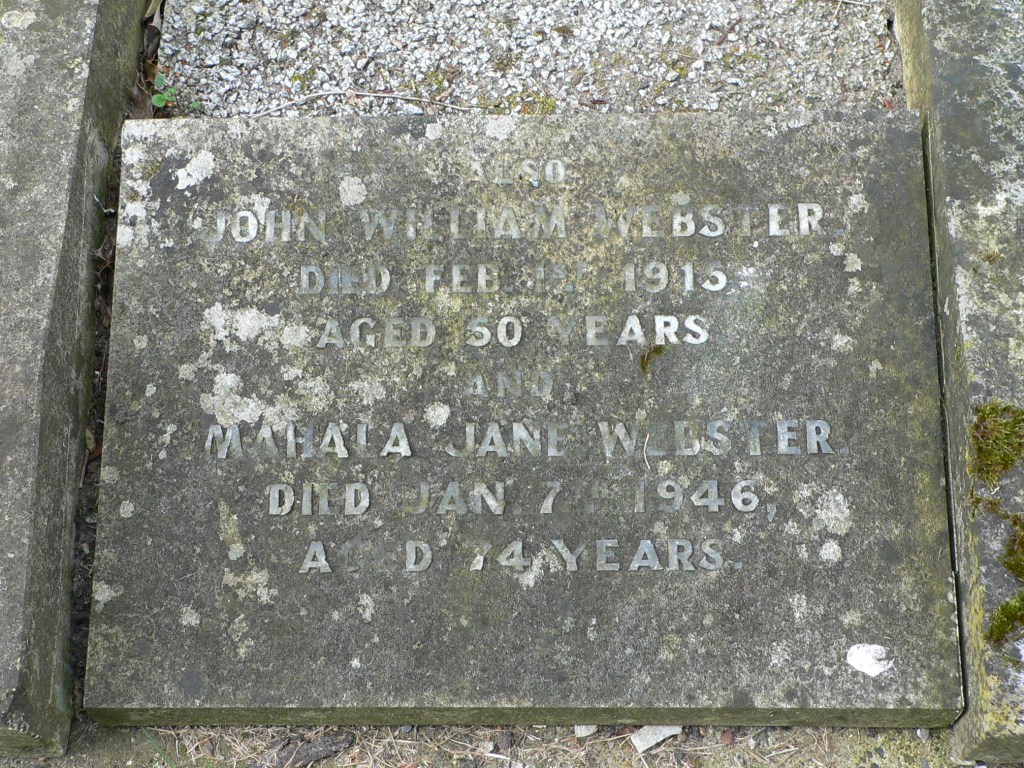 ALSO
JOHN WILLIAM WEBSTER.
DIED FEB. 1ST 1915.
AGED 50 YEARS
AND
MAHALA JANE WEBSTER.
DIED JAN 7TH 1946,
AGED 74 YEARS.